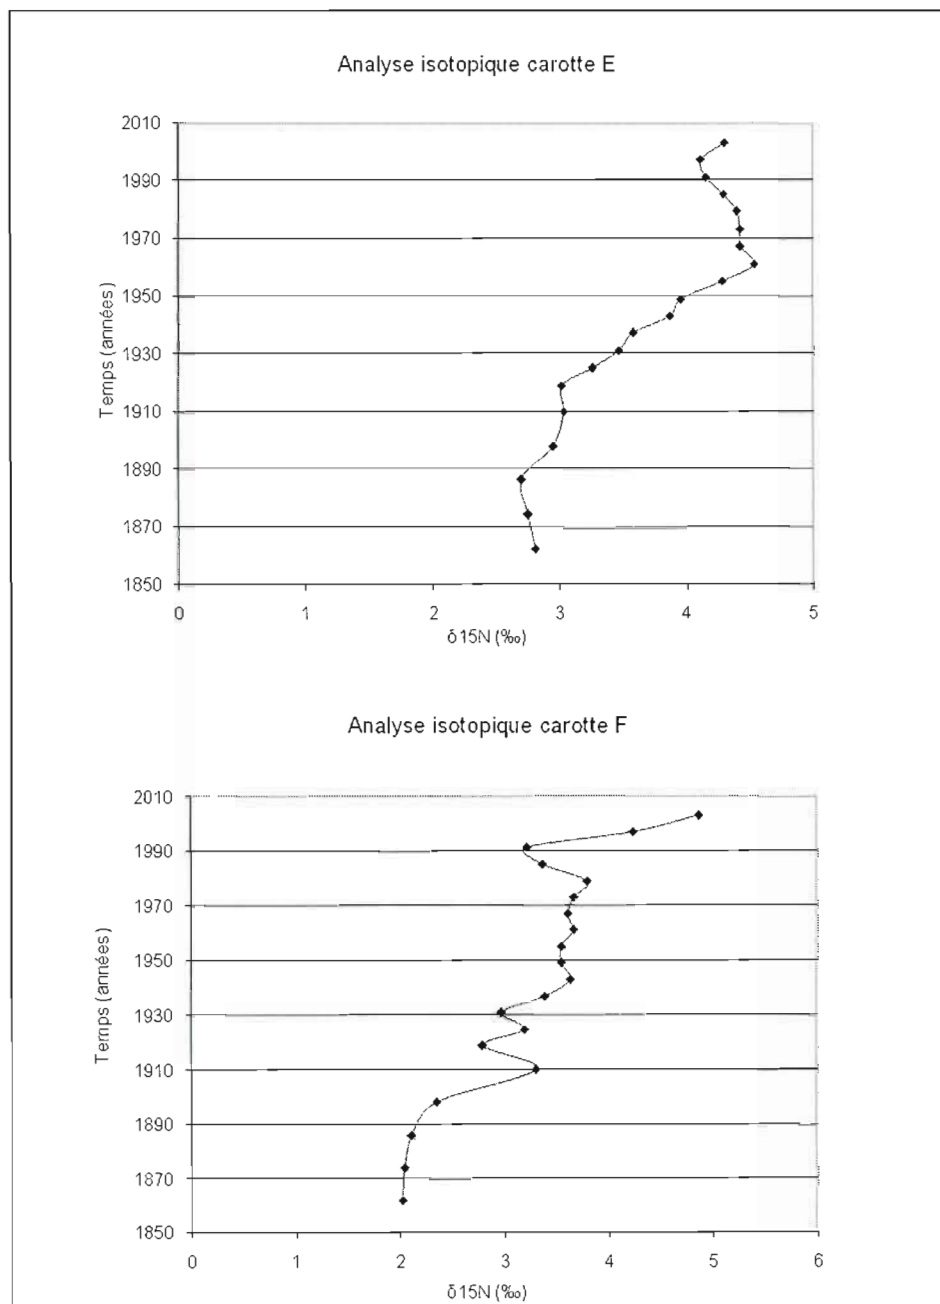 Analyse isotopique carotte E
2010
1990
1970
1950
1930
1910
1890
1870
1850
Temps (années)
0 1 2 3 4 5
δ15N (‰)
Analyse isotopique carotte F
2010
1990
1970
1950
1930
1910
1890
1870
1850
Temps (années)
0 1 2 3 4 5 6
δ15N (‰)